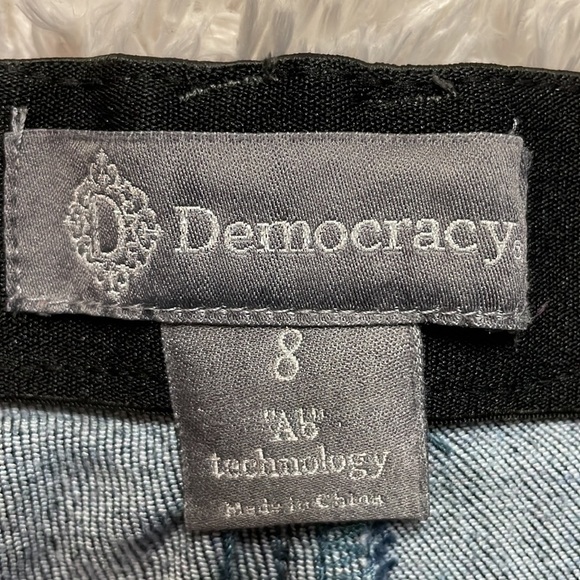 D Democracy®
8
"Ab"
technology
Made in China